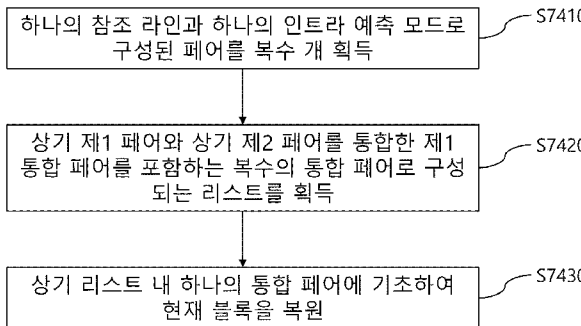 하나의 참조 라인과 하나의 인트라 예측 모드로
구성된 페어를 복수 개 획득
S7410
상기 제1 페어와 상기 제2 페어를 통합한 제1
통합 페어를 포함하는 복수의 통합 페어로 구성
되는 리스트를 획득
S7420
상기 리스트 내 하나의 통합 페어에 기초하여
현재 블록을 복원
S7430